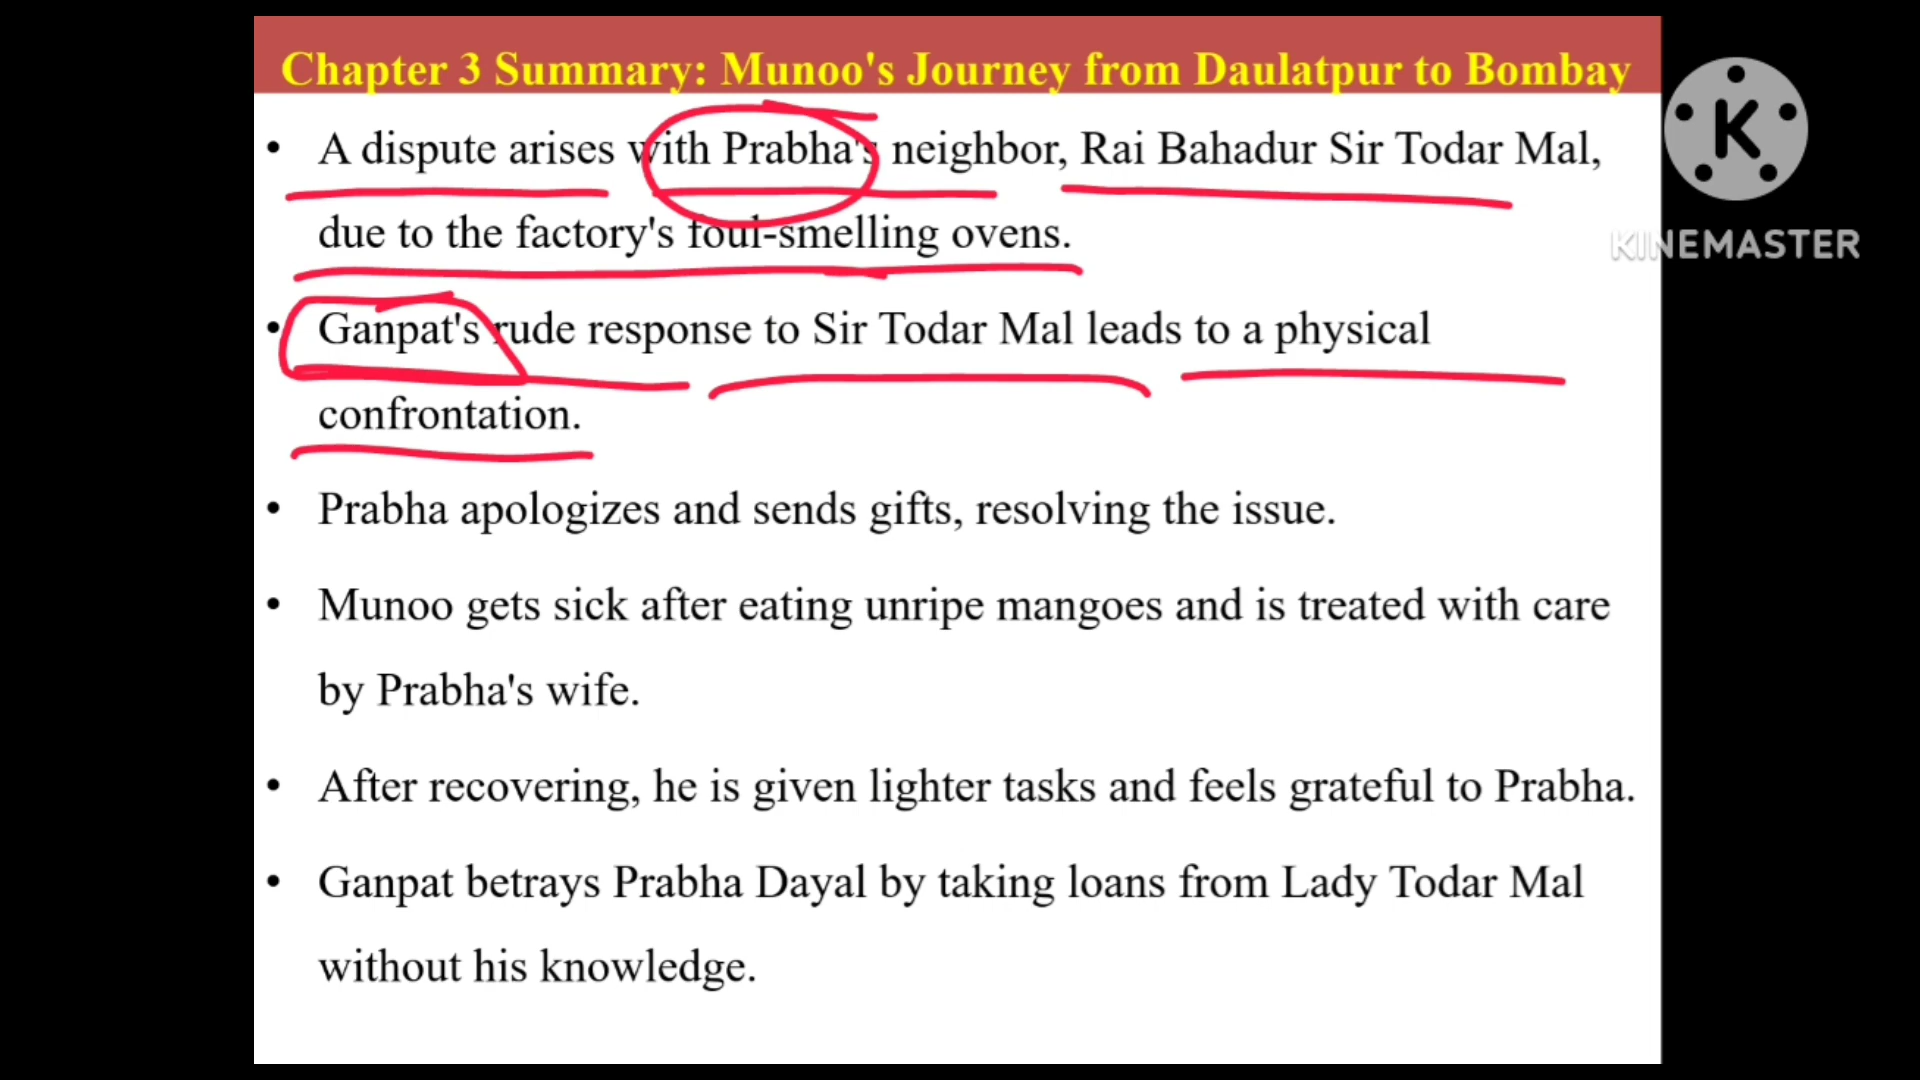 Chapter 3 Summary: Munoo's Journey from Daulatpur to Bombay
• A dispute arises with Prabha's neighbor, Rai Bahadur Sir Todar Mal,
due to the factory's foul-smelling ovens.
• Ganpat's rude response to Sir Todar Mal leads to a physical
confrontation.
• Prabha apologizes and sends gifts, resolving the issue.
• Munoo gets sick after eating unripe mangoes and is treated with care
by Prabha's wife.
• After recovering, he is given lighter tasks and feels grateful to Prabha.
• Ganpat betrays Prabha Dayal by taking loans from Lady Todar Mal
without his knowledge.
K
KINEMASTER